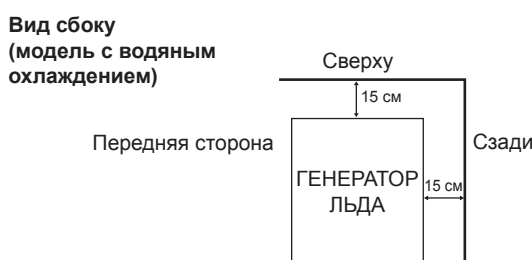 Вид сбоку
(модель с водяным
охлаждением)
Сверху
15 см
Передняя сторона
Сзади
ГЕНЕРАТОР
ЛЬДА
15 см